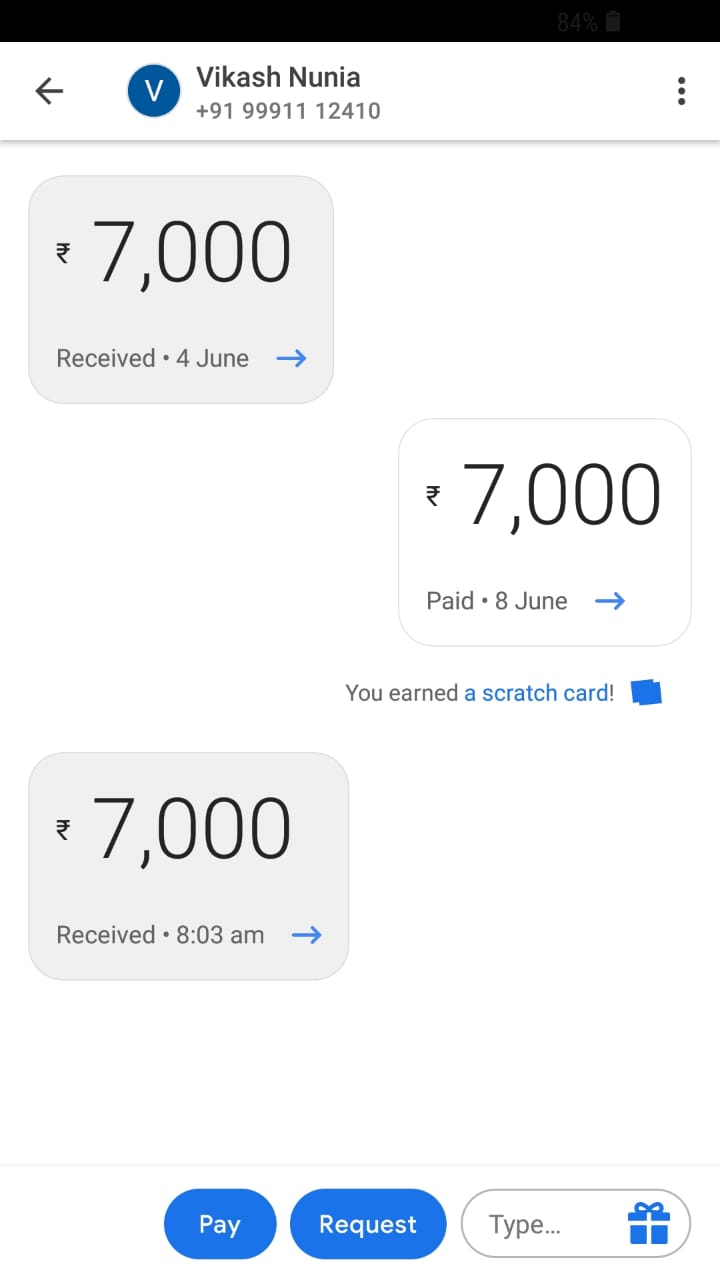 84%
V
Vikash Nunia
+91 99911 12410
₹ 7,000
Received • 4 June
₹ 7,000
Paid • 8 June
You earned a scratch card!
₹ 7,000
Received • 8:03 am
Pay
Request
Type...